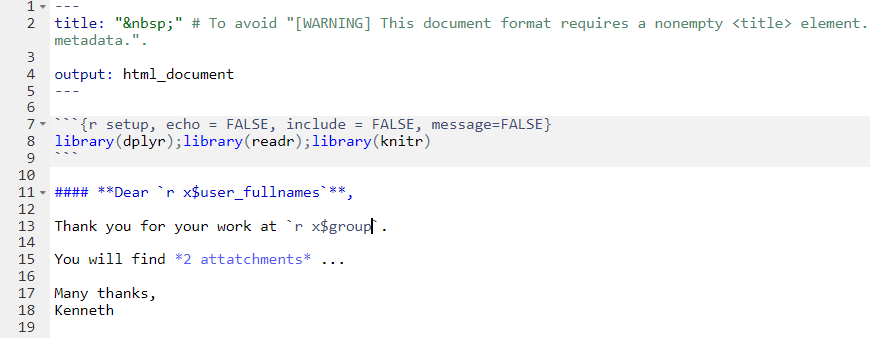 1 ---
2 title: "&nbsp;" # To avoid "[WARNING] This document format requires a nonempty <title> element.
metadata.".
3
4 output: html_document
5 ---
6
7 ```{r setup, echo = FALSE, include = FALSE, message=FALSE}
8 library(dplyr);library(readr);library(knitr)
9 ```
10
11 #### **Dear `r x$user_fullnames`**,
12
13 Thank you for your work at `r x$group`.
14
15 You will find *2 attatchments* ...
16
17 Many thanks,
18 Kenneth
19